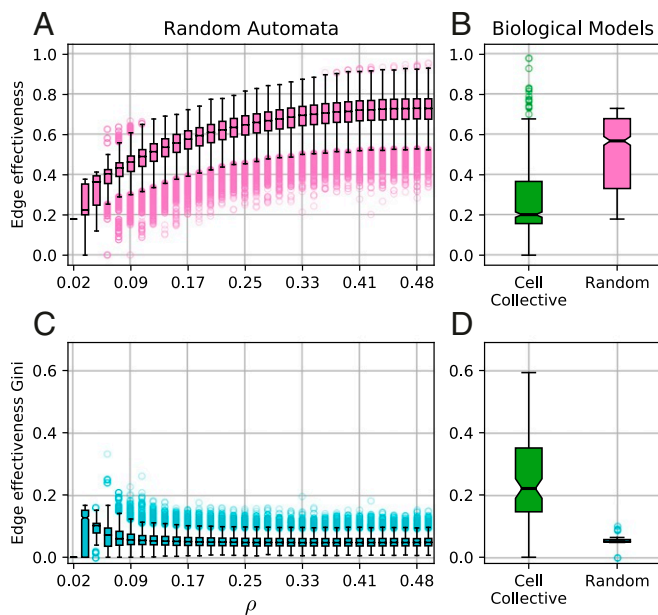 A
Random Automata
B
Biological Models
Edge effectiveness
1.0
0.8
0.6
0.4
0.2
0.0
0.02 0.09 0.17 0.25 0.33 0.41 0.48
Cell
Collective
Random
C
D
Edge effectiveness Gini
0.6
0.4
0.2
0.0
0.02 0.09 0.17 0.25 0.33 0.41 0.48
ρ
1.0
0.8
0.6
0.4
0.2
0.0
0.6
0.4
0.2
0.0
Cell
Collective
Random